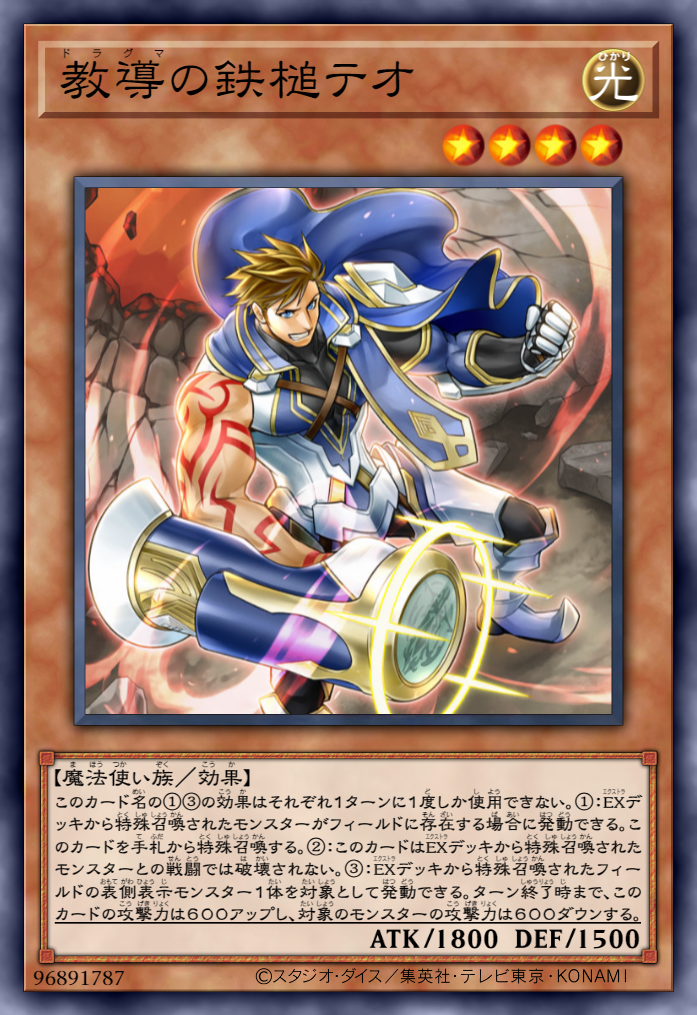 ドラグマ
教導の鉄槌テオ
ひかり
光
【魔法使い族／効果】
このカード名の①③の効果はそれぞれ1ターンに1度しか使用できない。①：EXデ
ッキから特殊召喚されたモンスターがフィールドに存在する場合に発動できる。こ
のカードを手札から特殊召喚する。②：このカードはEXデッキから特殊召喚された
モンスターとの戦闘では破壊されない。③：EXデッキから特殊召喚されたフィー
ルドの表側表示モンスター1体を対象として発動できる。ターン終了時まで、この
カードの攻撃力は６００アップし、対象のモンスターの攻撃力は６００ダウンする。
ATK/1800 DEF/1500
96891787 ©スタジオ・ダイス／集英社・テレビ東京・KONAMI